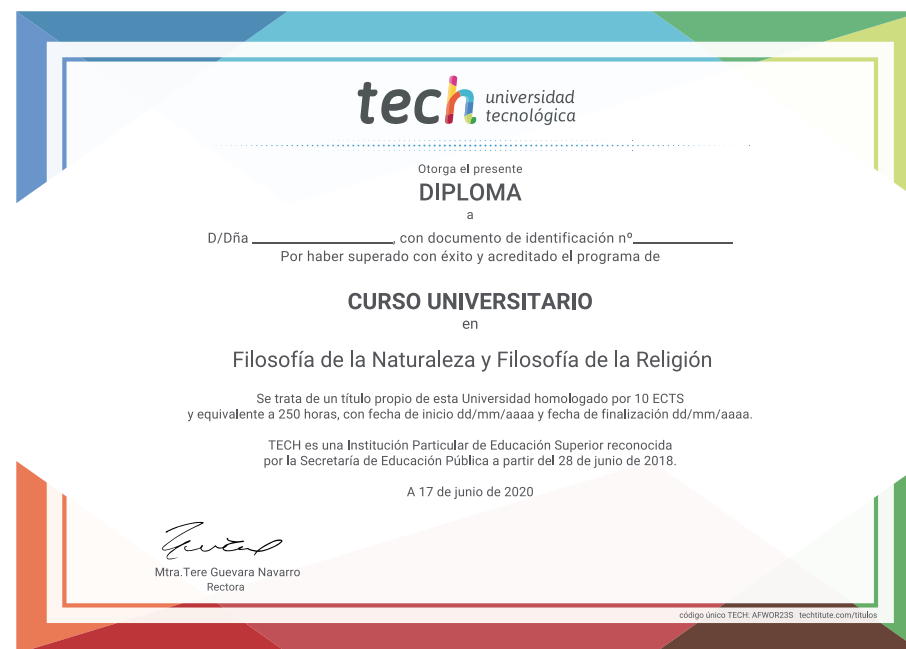 tech universidad
tecnológica
Otorga el presente
DIPLOMA
a
D/Dña ____________________, con documento de identificación nº______________
Por haber superado con éxito y acreditado el programa de
CURSO UNIVERSITARIO
en
Filosofía de la Naturaleza y Filosofía de la Religión
Se trata de un título propio de esta Universidad homologado por 10 ECTS
y equivalente a 250 horas, con fecha de inicio dd/mm/aaaa y fecha de finalización dd/mm/aaaa.
TECH es una Institución Particular de Educación Superior reconocida
por la Secretaría de Educación Pública a partir del 28 de junio de 2018.
A 17 de junio de 2020
Mtra.Tere Guevara Navarro
Rectora
código único TECH: AFWOR23S techtitute.com/titulos